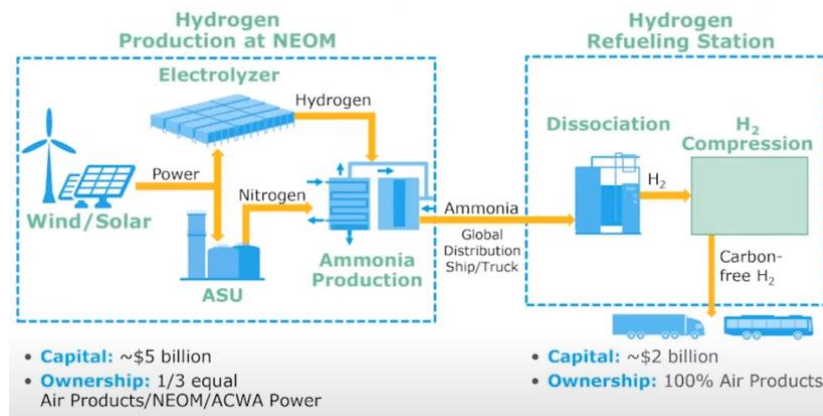 Hydrogen
Production at NEOM
Electrolyzer
Hydrogen
Power
Wind/Solar
Nitrogen
ASU
Ammonia
Production
Ammonia
Global
Distribution
Ship/Truck
Hydrogen
Refueling Station
Dissociation
H₂
H₂
Compression
Carbon-
free H₂
• Capital: ~$5 billion
• Ownership: 1/3 equal
Air Products/NEOM/ACWA Power
• Capital: ~$2 billion
• Ownership: 100% Air Products